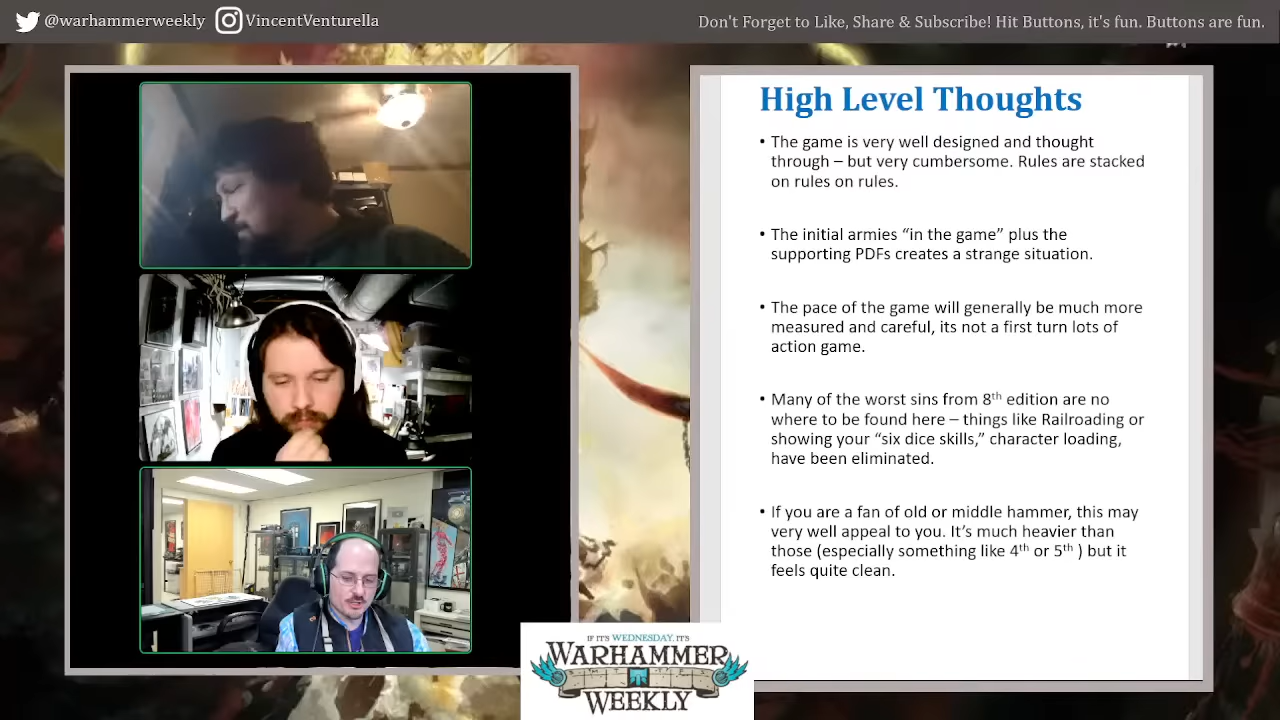 @warhammerweekly VincentVenturella
Don't Forget to Like, Share & Subscribe! Hit Buttons, it's fun. Buttons are fun.
High Level Thoughts
• The game is very well designed and thought
through – but very cumbersome. Rules are stacked
on rules on rules.
• The initial armies “in the game” plus the
supporting PDFs creates a strange situation.
• The pace of the game will generally be much more
measured and careful, its not a first turn lots of
action game.
• Many of the worst sins from 8th edition are no
where to be found here – things like Railroading or
showing your “six dice skills,” character loading,
have been eliminated.
• If you are a fan of old or middle hammer, this may
very well appeal to you. It’s much heavier than
those (especially something like 4th or 5th ) but it
feels quite clean.
IF IT'S WEDNESDAY, IT'S
WARHAMMER
WEEKLY